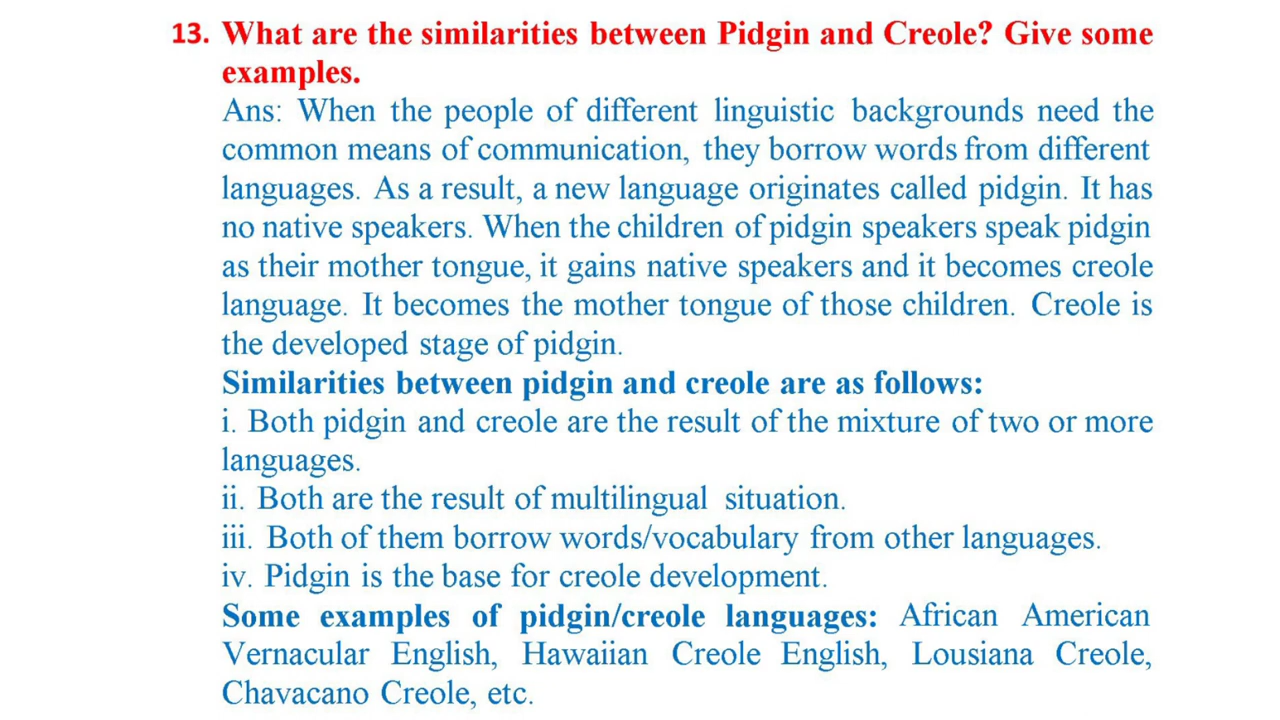 13. What are the similarities between Pidgin and Creole? Give some
examples.
Ans: When the people of different linguistic backgrounds need the
common means of communication, they borrow words from different
languages. As a result, a new language originates called pidgin. It has
no native speakers. When the children of pidgin speakers speak pidgin
as their mother tongue, it gains native speakers and it becomes creole
language. It becomes the mother tongue of those children. Creole is
the developed stage of pidgin.
Similarities between pidgin and creole are as follows:
i. Both pidgin and creole are the result of the mixture of two or more
languages.
ii. Both are the result of multilingual situation.
iii. Both of them borrow words/vocabulary from other languages.
iv. Pidgin is the base for creole development.
Some examples of pidgin/creole languages: African American
Vernacular English, Hawaiian Creole English, Lousiana Creole,
Chavacano Creole, etc.